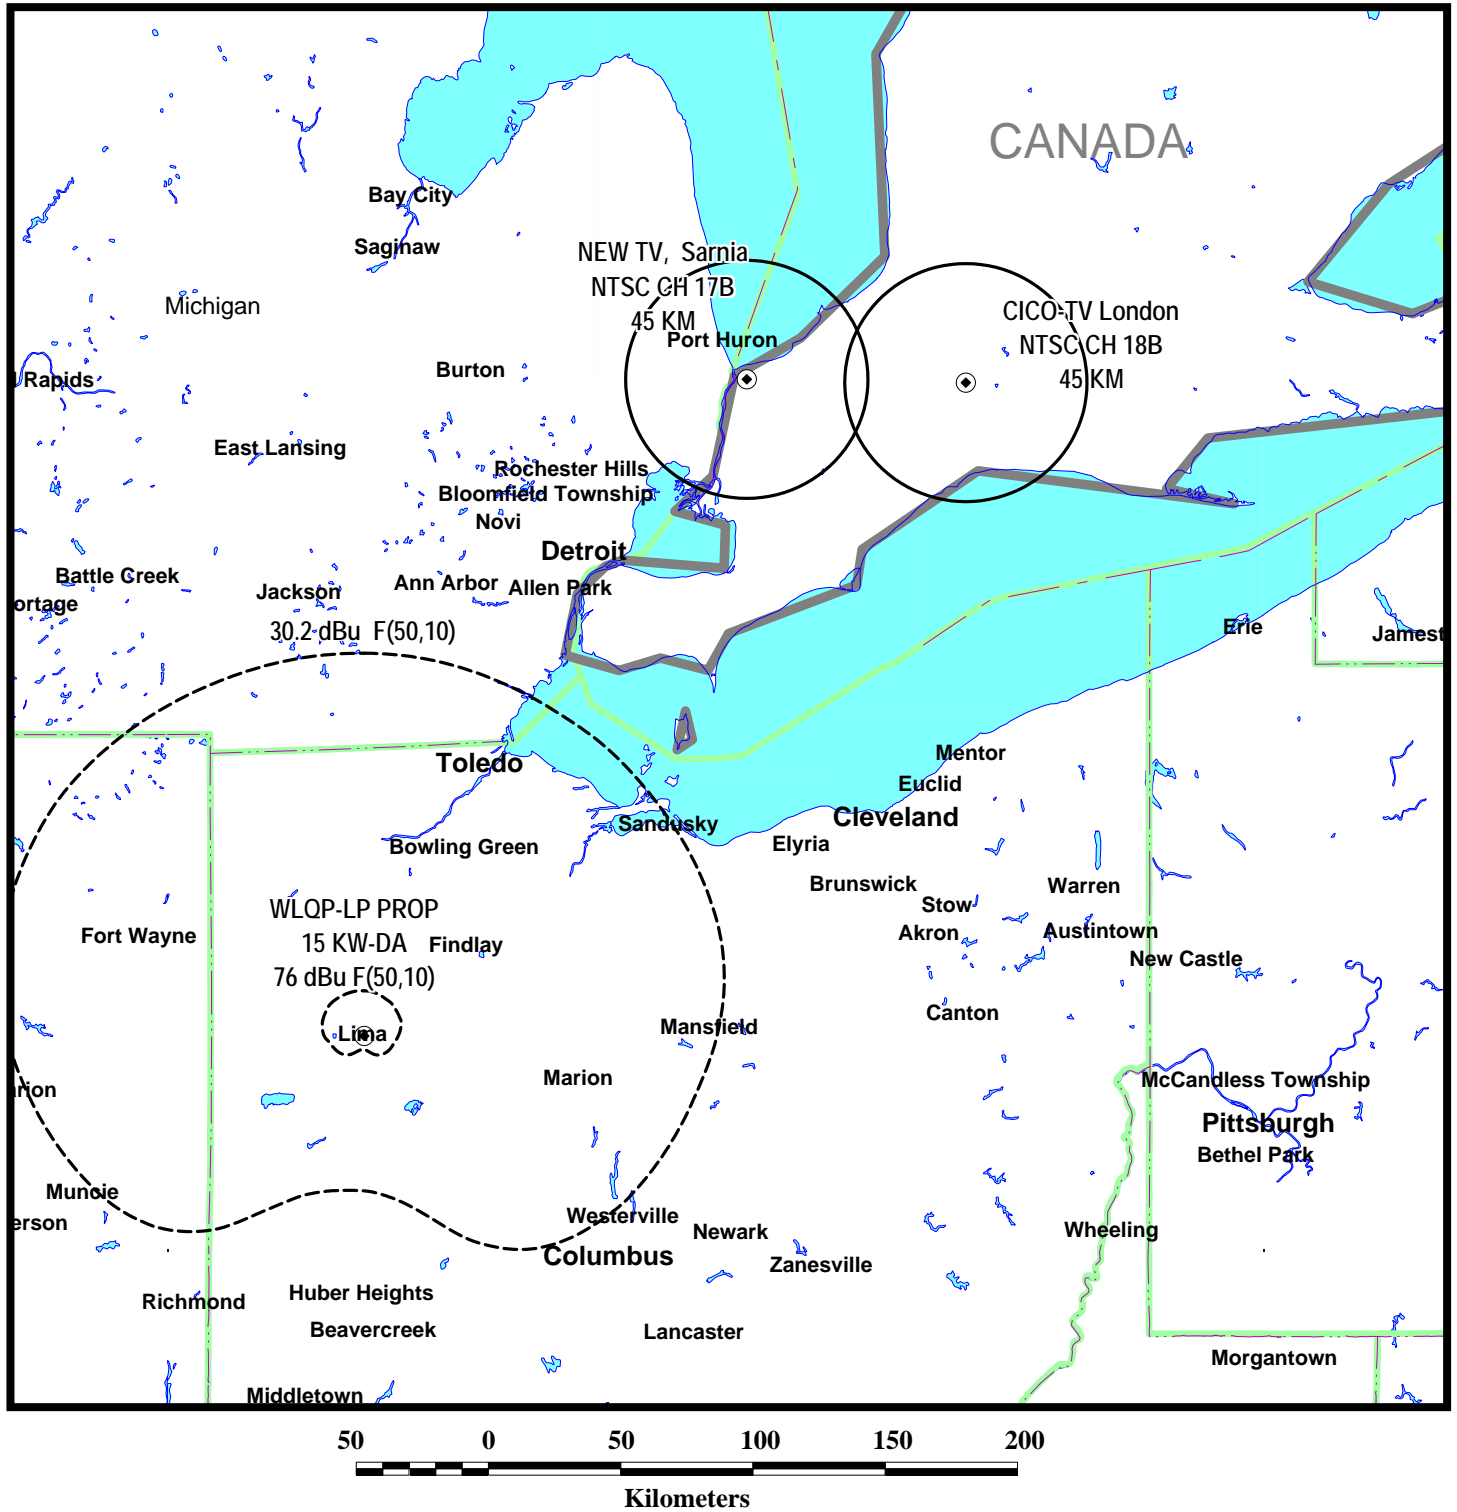 CANADA
Bay City
Saginaw
NEW TV, Sarnia
NTSC CH 17B
45 KM
Michigan
CICO-TV London
NTSC CH 18B
45 KM
Port Huron
Burton
Rapids
East Lansing
Rochester Hills
Bloomfield Township
Novi
Detroit
Battle Creek
Ann Arbor
Allen Park
Jackson
ortage
30.2 dBu F(50,10)
Erie
Jamest
Toledo
Mentor
Euclid
Cleveland
Sandusky
Elyria
Bowling Green
Brunswick
Warren
Stow
WLQP-LP PROP
15 KW-DA
76 dBu F(50,10)
Fort Wayne
Findlay
Akron
Austintown
New Castle
Canton
Lima
Mansfield
Marion
McCandless Township
rion
Pittsburgh
Bethel Park
Muncie
erson
Westerville
Newark
Wheeling
Columbus
Zanesville
Richmond
Huber Heights
Beavercreek
Lancaster
Morgantown
Middletown
50 0 50 100 150 200
Kilometers